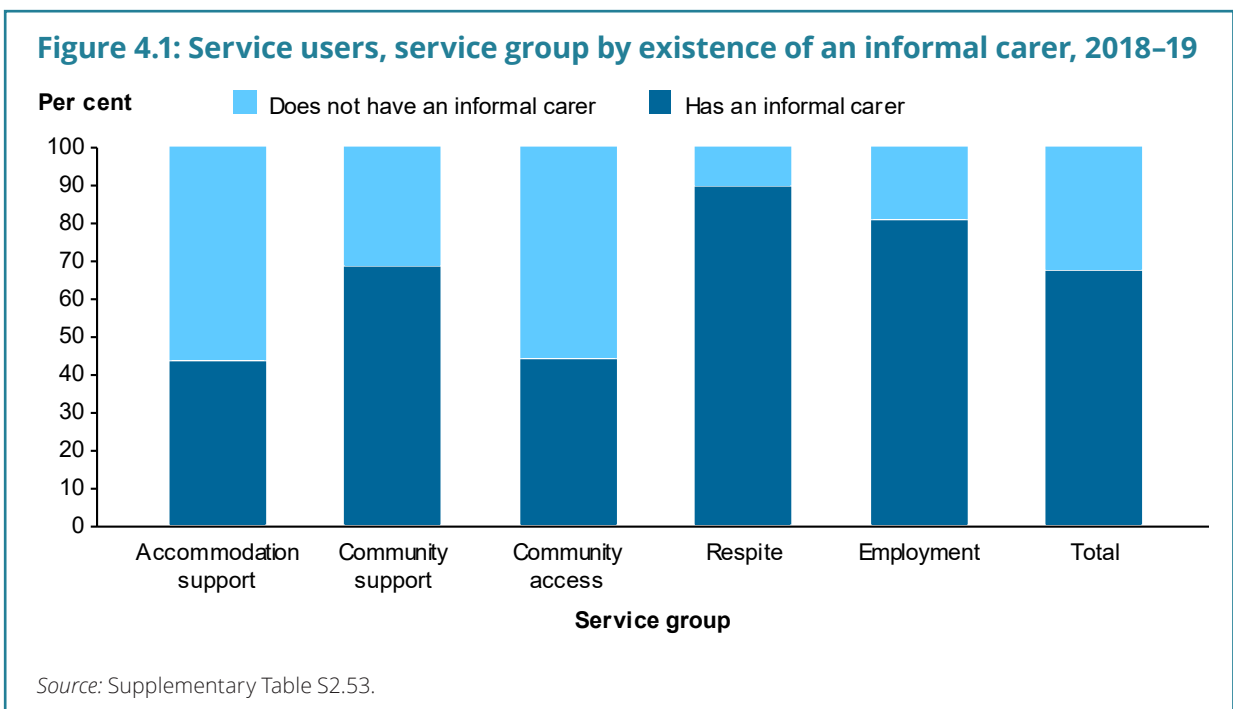 Figure 4.1: Service users, service group by existence of an informal carer, 2018–19
Per cent
Does not have an informal carer
Has an informal carer
100
90
80
70
60
50
40
30
20
10
0
Accommodation support
Community support
Community access
Respite
Employment
Total
Service group
Source: Supplementary Table S2.53.